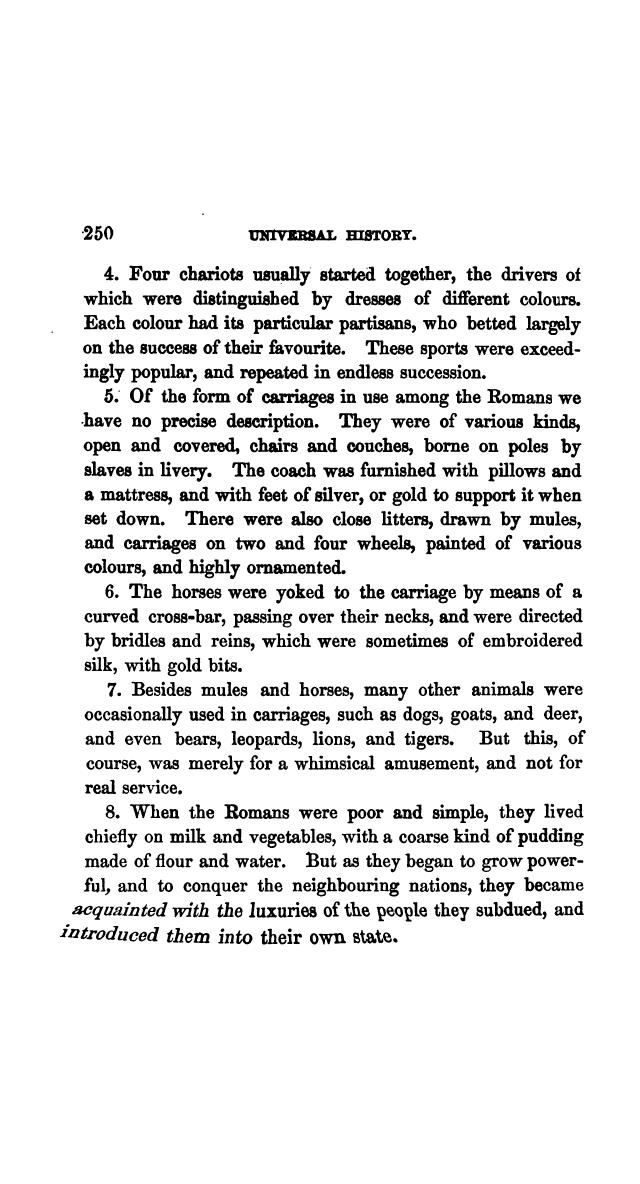 250 UNIVERSAL HISTORY.
4. Four chariots usually started together, the drivers of
which were distinguished by dresses of different colours.
Each colour had its particular partisans, who betted largely
on the success of their favourite. These sports were exceed-
ingly popular, and repeated in endless succession.
5. Of the form of carriages in use among the Romans we
have no precise description. They were of various kinds,
open and covered, chairs and couches, borne on poles by
slaves in livery. The coach was furnished with pillows and
a mattress, and with feet of silver, or gold to support it when
set down. There were also close litters, drawn by mules,
and carriages on two and four wheels, painted of various
colours, and highly ornamented.
6. The horses were yoked to the carriage by means of a
curved cross-bar, passing over their necks, and were directed
by bridles and reins, which were sometimes of embroidered
silk, with gold bits.
7. Besides mules and horses, many other animals were
occasionally used in carriages, such as dogs, goats, and deer,
and even bears, leopards, lions, and tigers. But this, of
course, was merely for a whimsical amusement, and not for
real service.
8. When the Romans were poor and simple, they lived
chiefly on milk and vegetables, with a coarse kind of pudding
made of flour and water. But as they began to grow power-
ful, and to conquer the neighbouring nations, they became
acquainted with the luxuries of the people they subdued, and
introduced them into their own state.